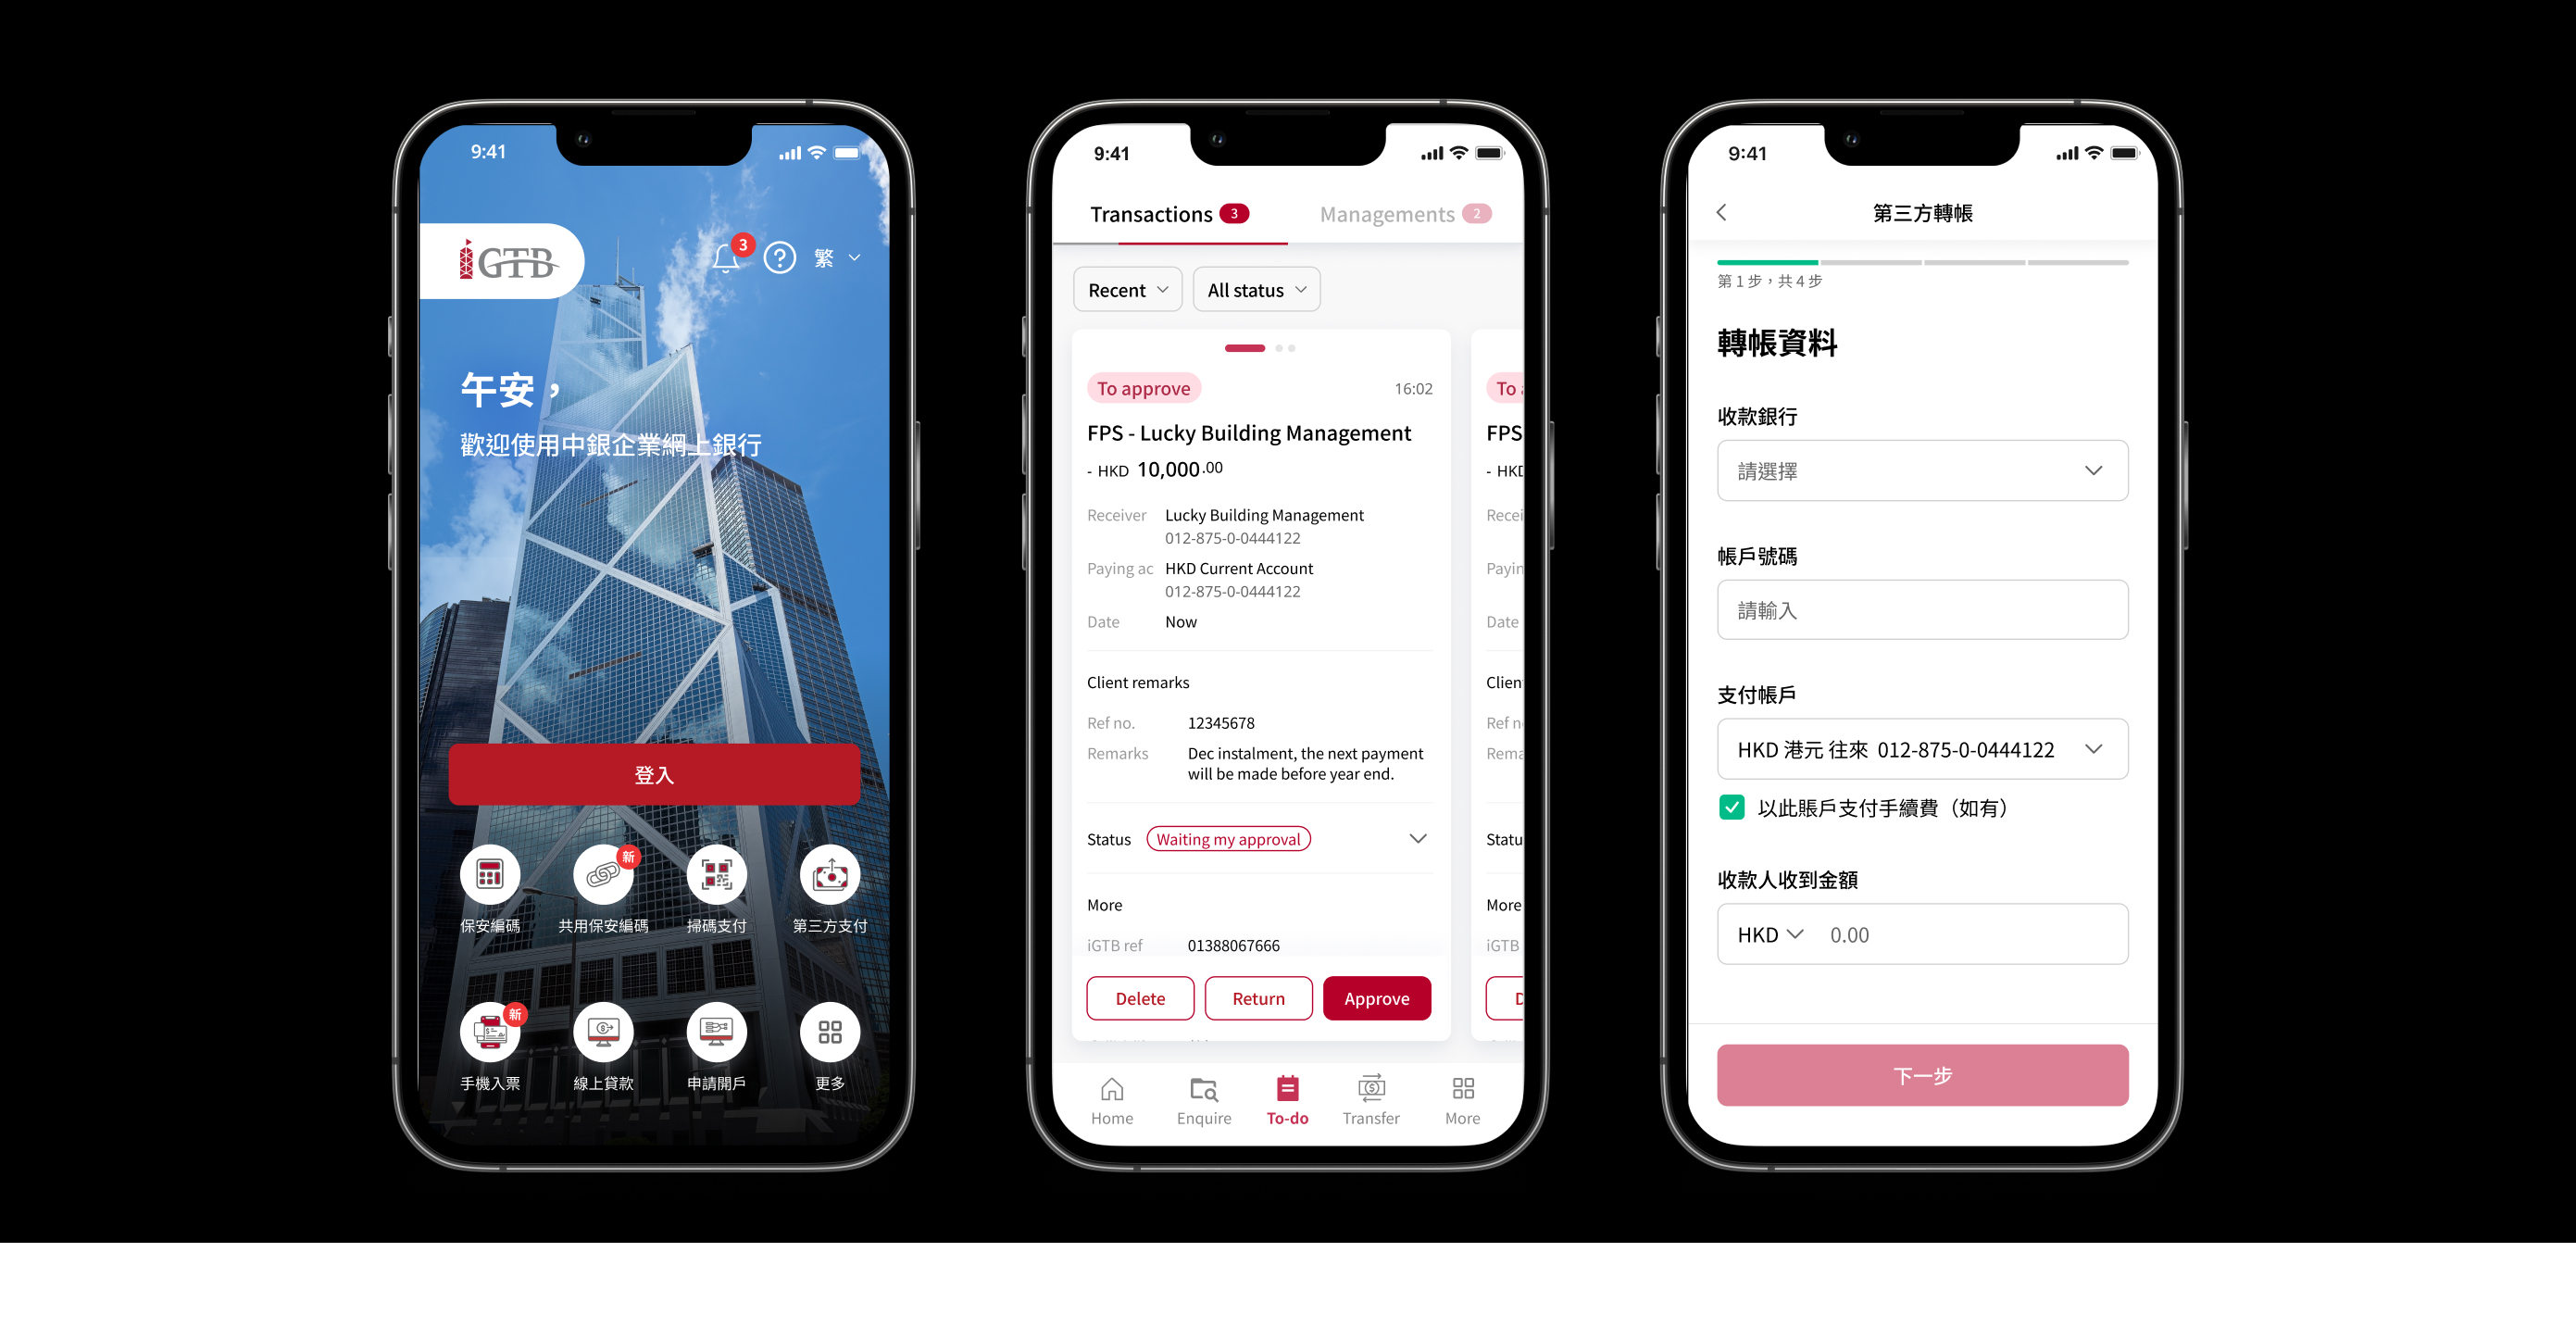 9:41
iGTB
3
?
繁
午安，
歡迎使用中銀企業網上銀行
登入
新
保安編碼
共用保安編碼
掃碼支付
第三方支付
新
手機入票
線上貸款
申請開戶
更多
9:41
Transactions 3
Managements 2
Recent
All status
To approve
16:02
FPS - Lucky Building Management
- HKD 10,000.00
Receiver Lucky Building Management
012-875-0-0444122
Paying ac HKD Current Account
012-875-0-0444122
Date Now
Client remarks
Ref no. 12345678
Remarks Dec instalment, the next payment
will be made before year end.
Status Waiting my approval
More
iGTB ref 01388067666
Delete
Return
Approve
To
FPS
- HKD
Recei
Payin
Date
Clien
Ref n
Rema
Statu
More
iGTB
Home
Enquire
To-do
Transfer
More
9:41
第三方轉帳
第 1 步，共 4 步
轉帳資料
收款銀行
請選擇
帳戶號碼
請輸入
支付帳戶
HKD 港元 往來 012-875-0-0444122
以此賬戶支付手續費（如有）
收款人收到金額
HKD 0.00
下一步